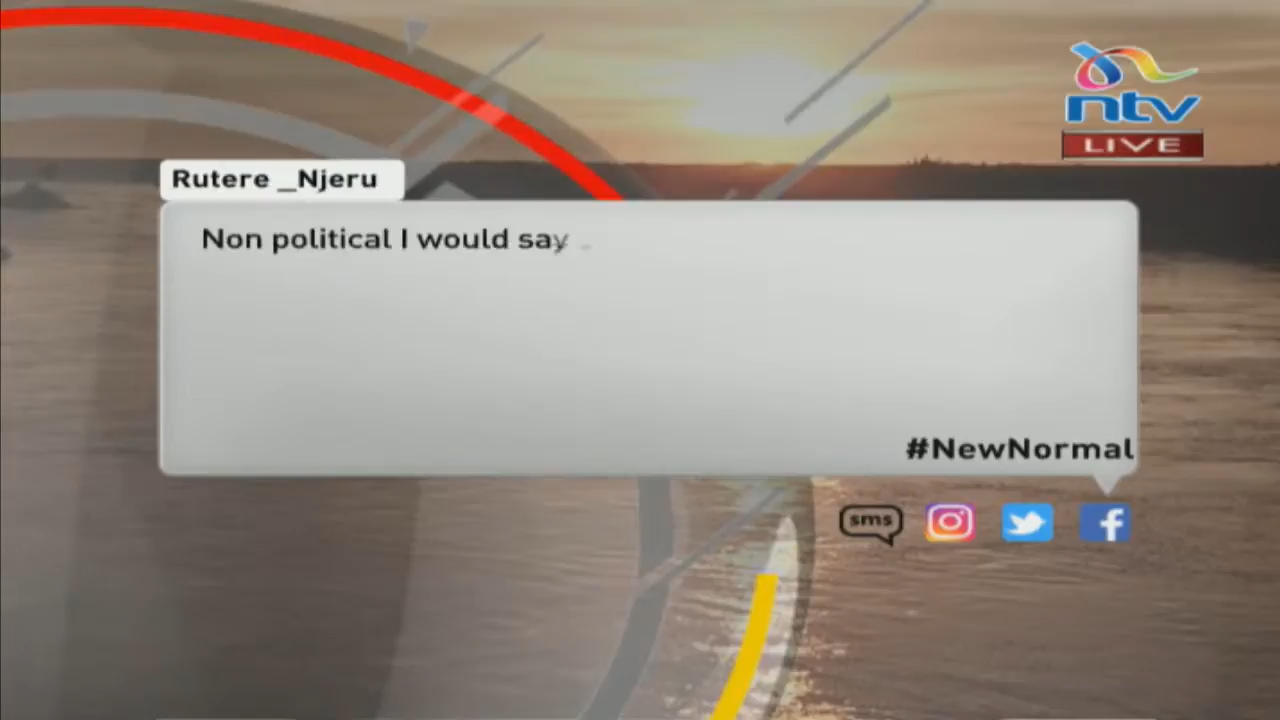 ntv
LIVE
Rutere _Njeru
Non political I would say
#NewNormal
sms